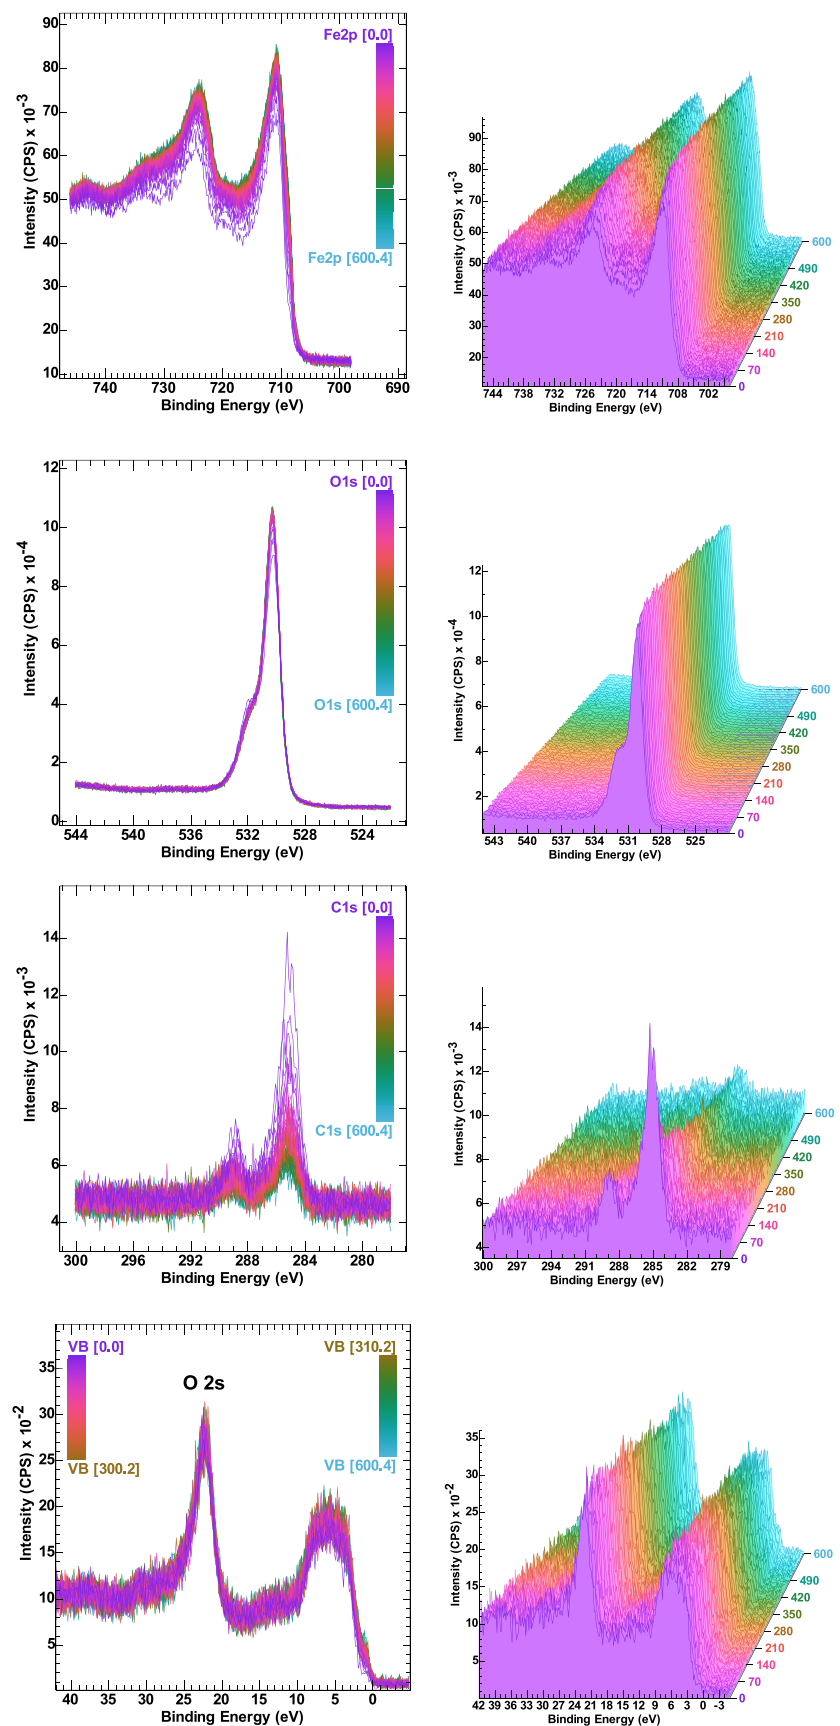 90
80
70
60
50
40
30
20
10
Intensity (CPS) x 10⁻³
Fe2p [0.0]
Fe2p [600.4]
740 730 720 710 700 690
Binding Energy (eV)
90
80
70
60
50
40
30
20
Intensity (CPS) x 10⁻³
600
490
420
350
280
210
140
70
0
744 738 732 726 720 714 708 702
Binding Energy (eV)
12
10
8
6
4
2
0
Intensity (CPS) x 10⁻⁴
O1s [0.0]
O1s [600.4]
544 540 536 532 528 524
Binding Energy (eV)
12
10
8
6
4
2
Intensity (CPS) x 10⁻⁴
600
490
420
350
280
210
140
70
0
543 540 537 534 531 528 525
Binding Energy (eV)
14
12
10
8
6
4
Intensity (CPS) x 10⁻³
C1s [0.0]
C1s [600.4]
300 296 292 288 284 280
Binding Energy (eV)
14
12
10
8
6
4
Intensity (CPS) x 10⁻³
600
490
420
350
280
210
140
70
0
300 297 294 291 288 285 282 279
Binding Energy (eV)
35
30
25
20
15
10
5
Intensity (CPS) x 10⁻²
VB [0.0]
VB [300.2]
O 2s
VB [310.2]
VB [600.4]
40 35 30 25 20 15 10 5 0
Binding Energy (eV)
35
30
25
20
15
10
5
Intensity (CPS) x 10⁻²
600
490
420
350
280
210
140
70
0
42 39 36 33 30 27 24 21 18 15 12 9 6 3 0 -3
Binding Energy (eV)